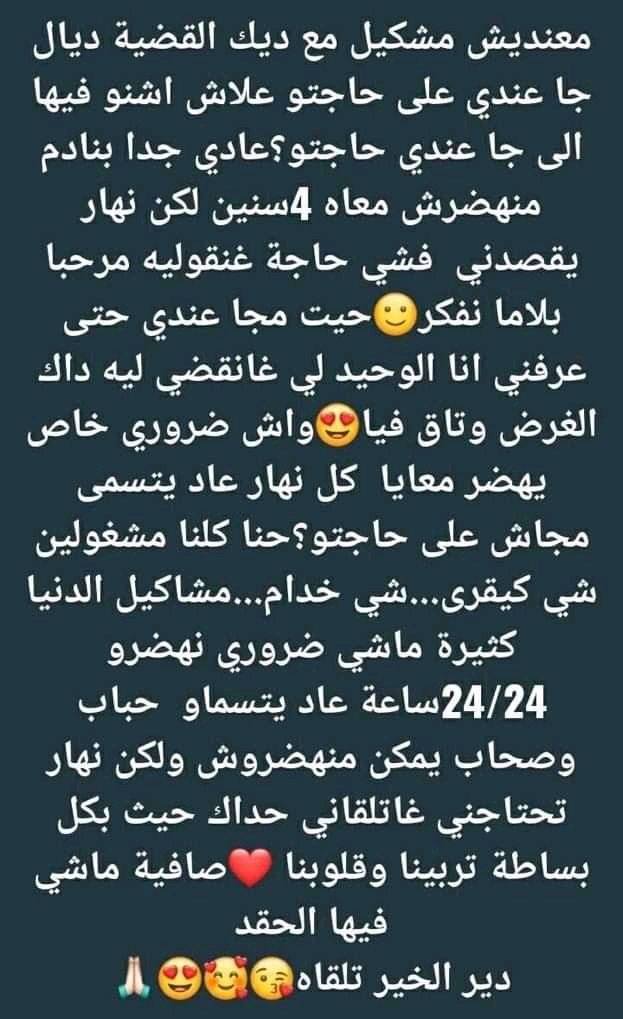 معنديش مشكيل مع ديك القضية ديال
جا عندي على حاجتو علاش اشنو فيها
الى جا عندي حاجتو؟عادي جدا بنادم
منهضرش معاه 4سنين لكن نهار
يقصدني  فشي حاجة غنقوليه مرحبا
بلاما نفكر🙂حيت مجا عندي حتى
عرفني انا الوحيد لي غانقضي ليه داك
الغرض وتاق فيا😍واش ضروري خاص
يهضر معايا  كل نهار عاد يتسمى
مجاش على حاجتو؟حنا كلنا مشغولين
شي كيقرى...شي خدام...مشاكيل الدنيا
كثيرة ماشي ضروري نهضرو
24/24ساعة عاد يتسماو  حباب
وصحاب يمكن منهضروش ولكن نهار
تحتاجني غاتلقاني حداك حيث بكل
بساطة تربينا وقلوبنا ❤صافية ماشي
فيها الحقد
دير الخير تلقاه😘🥰😍🙏🏻